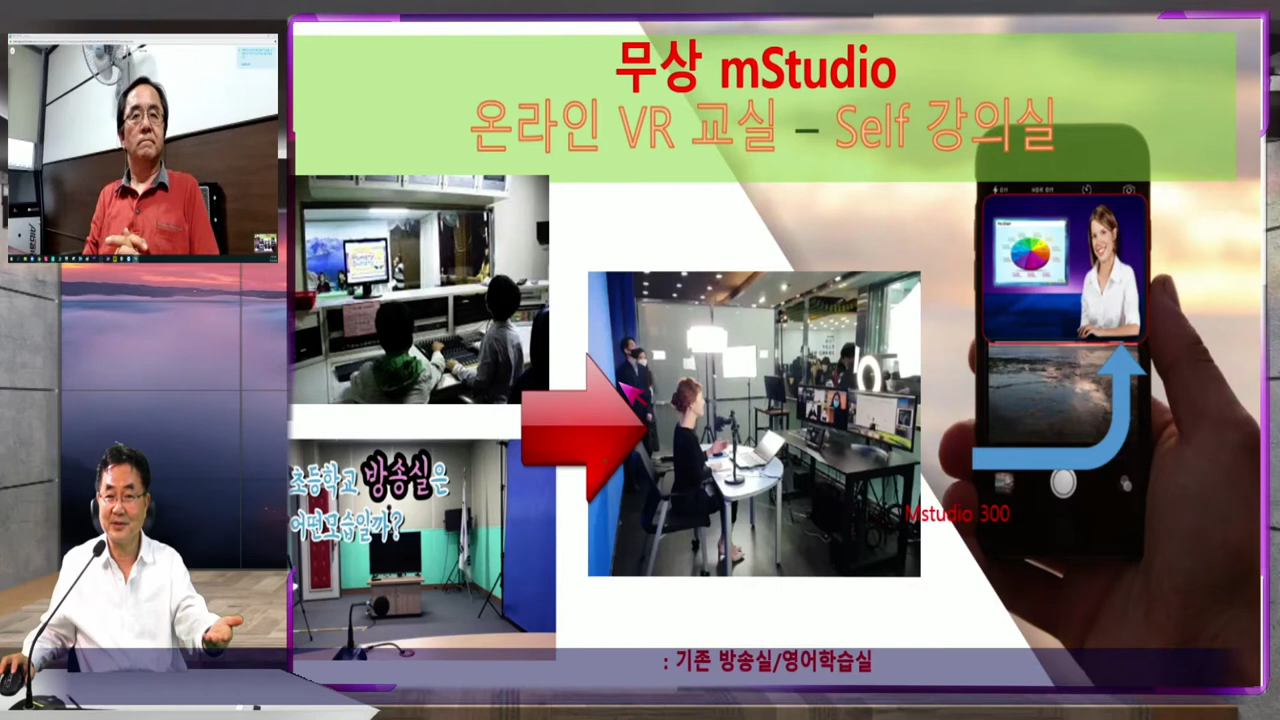 무상 mStudio
온라인 VR 교실 – Self 강의실
초등학교 방송실은
어떤모습일까?
Mstudio 300
: 기존 방송실/영어학습실